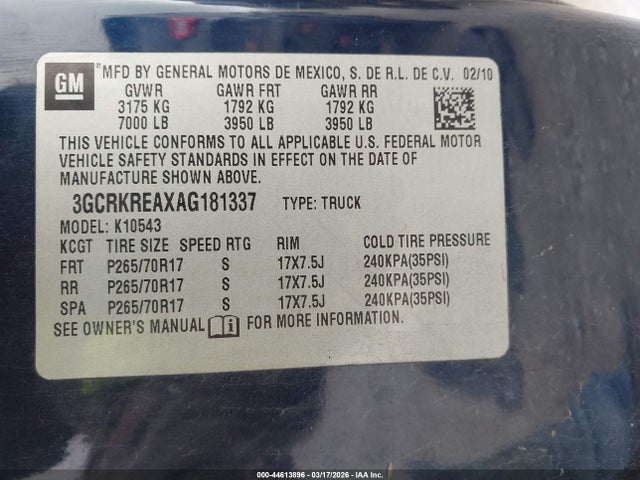 GM
®MFD BY GENERAL MOTORS DE MEXICO, S. DE R.L. DE C.V. 02/10
GVWR GAWR FRT GAWR RR
3175 KG 1792 KG 1792 KG
7000 LB 3950 LB 3950 LB
THIS VEHICLE CONFORMS TO ALL APPLICABLE U.S. FEDERAL MOTOR
VEHICLE SAFETY STANDARDS IN EFFECT ON THE DATE OF
MANUFACTURE SHOWN ABOVE.
3GCRKREAXAG181337 TYPE: TRUCK
MODEL: K10543
KCGT TIRE SIZE SPEED RTG RIM COLD TIRE PRESSURE
FRT P265/70R17 S 17X7.5J 240KPA(35PSI)
RR P265/70R17 S 17X7.5J 240KPA(35PSI)
SPA P265/70R17 S 17X7.5J 240KPA(35PSI)
SEE OWNER'S MANUAL i FOR MORE INFORMATION.
000-44613896 - 03/17/2026 - IAA Inc.